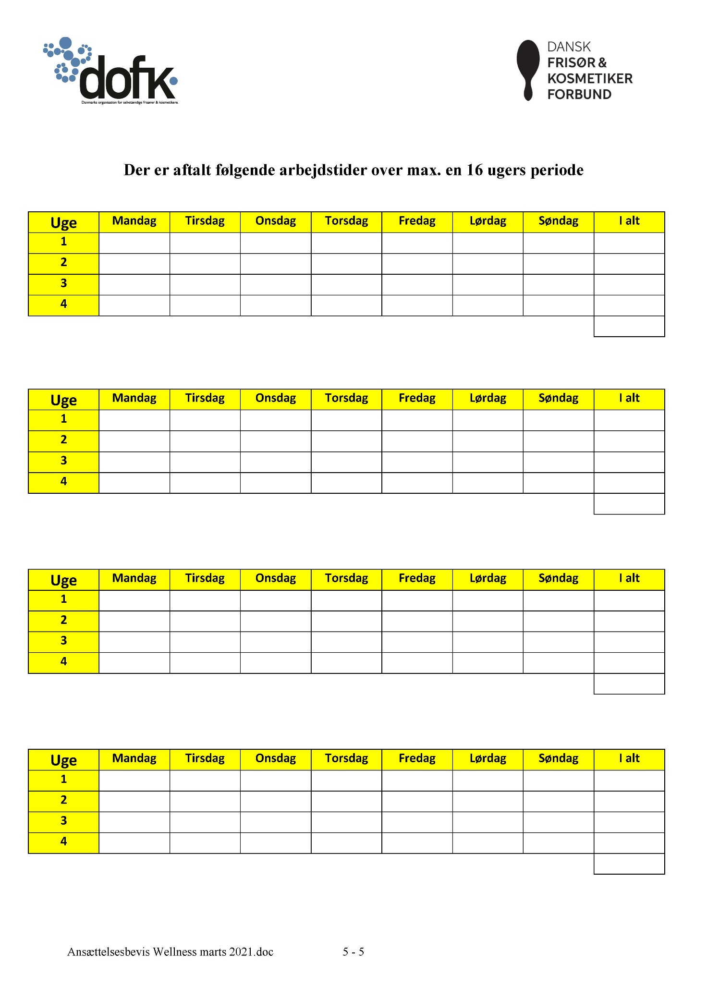 dofk
Danmarks organisation for selvstændige frisører & kosmetikere.
DANSK
FRISØR &
KOSMETIKER
FORBUND
Der er aftalt følgende arbejdstider over max. en 16 ugers periode
Uge Mandag Tirsdag Onsdag Torsdag Fredag Lørdag Søndag I alt
1
2
3
4
Uge Mandag Tirsdag Onsdag Torsdag Fredag Lørdag Søndag I alt
1
2
3
4
Uge Mandag Tirsdag Onsdag Torsdag Fredag Lørdag Søndag I alt
1
2
3
4
Uge Mandag Tirsdag Onsdag Torsdag Fredag Lørdag Søndag I alt
1
2
3
4
Ansættelsesbevis Wellness marts 2021.doc 5 - 5